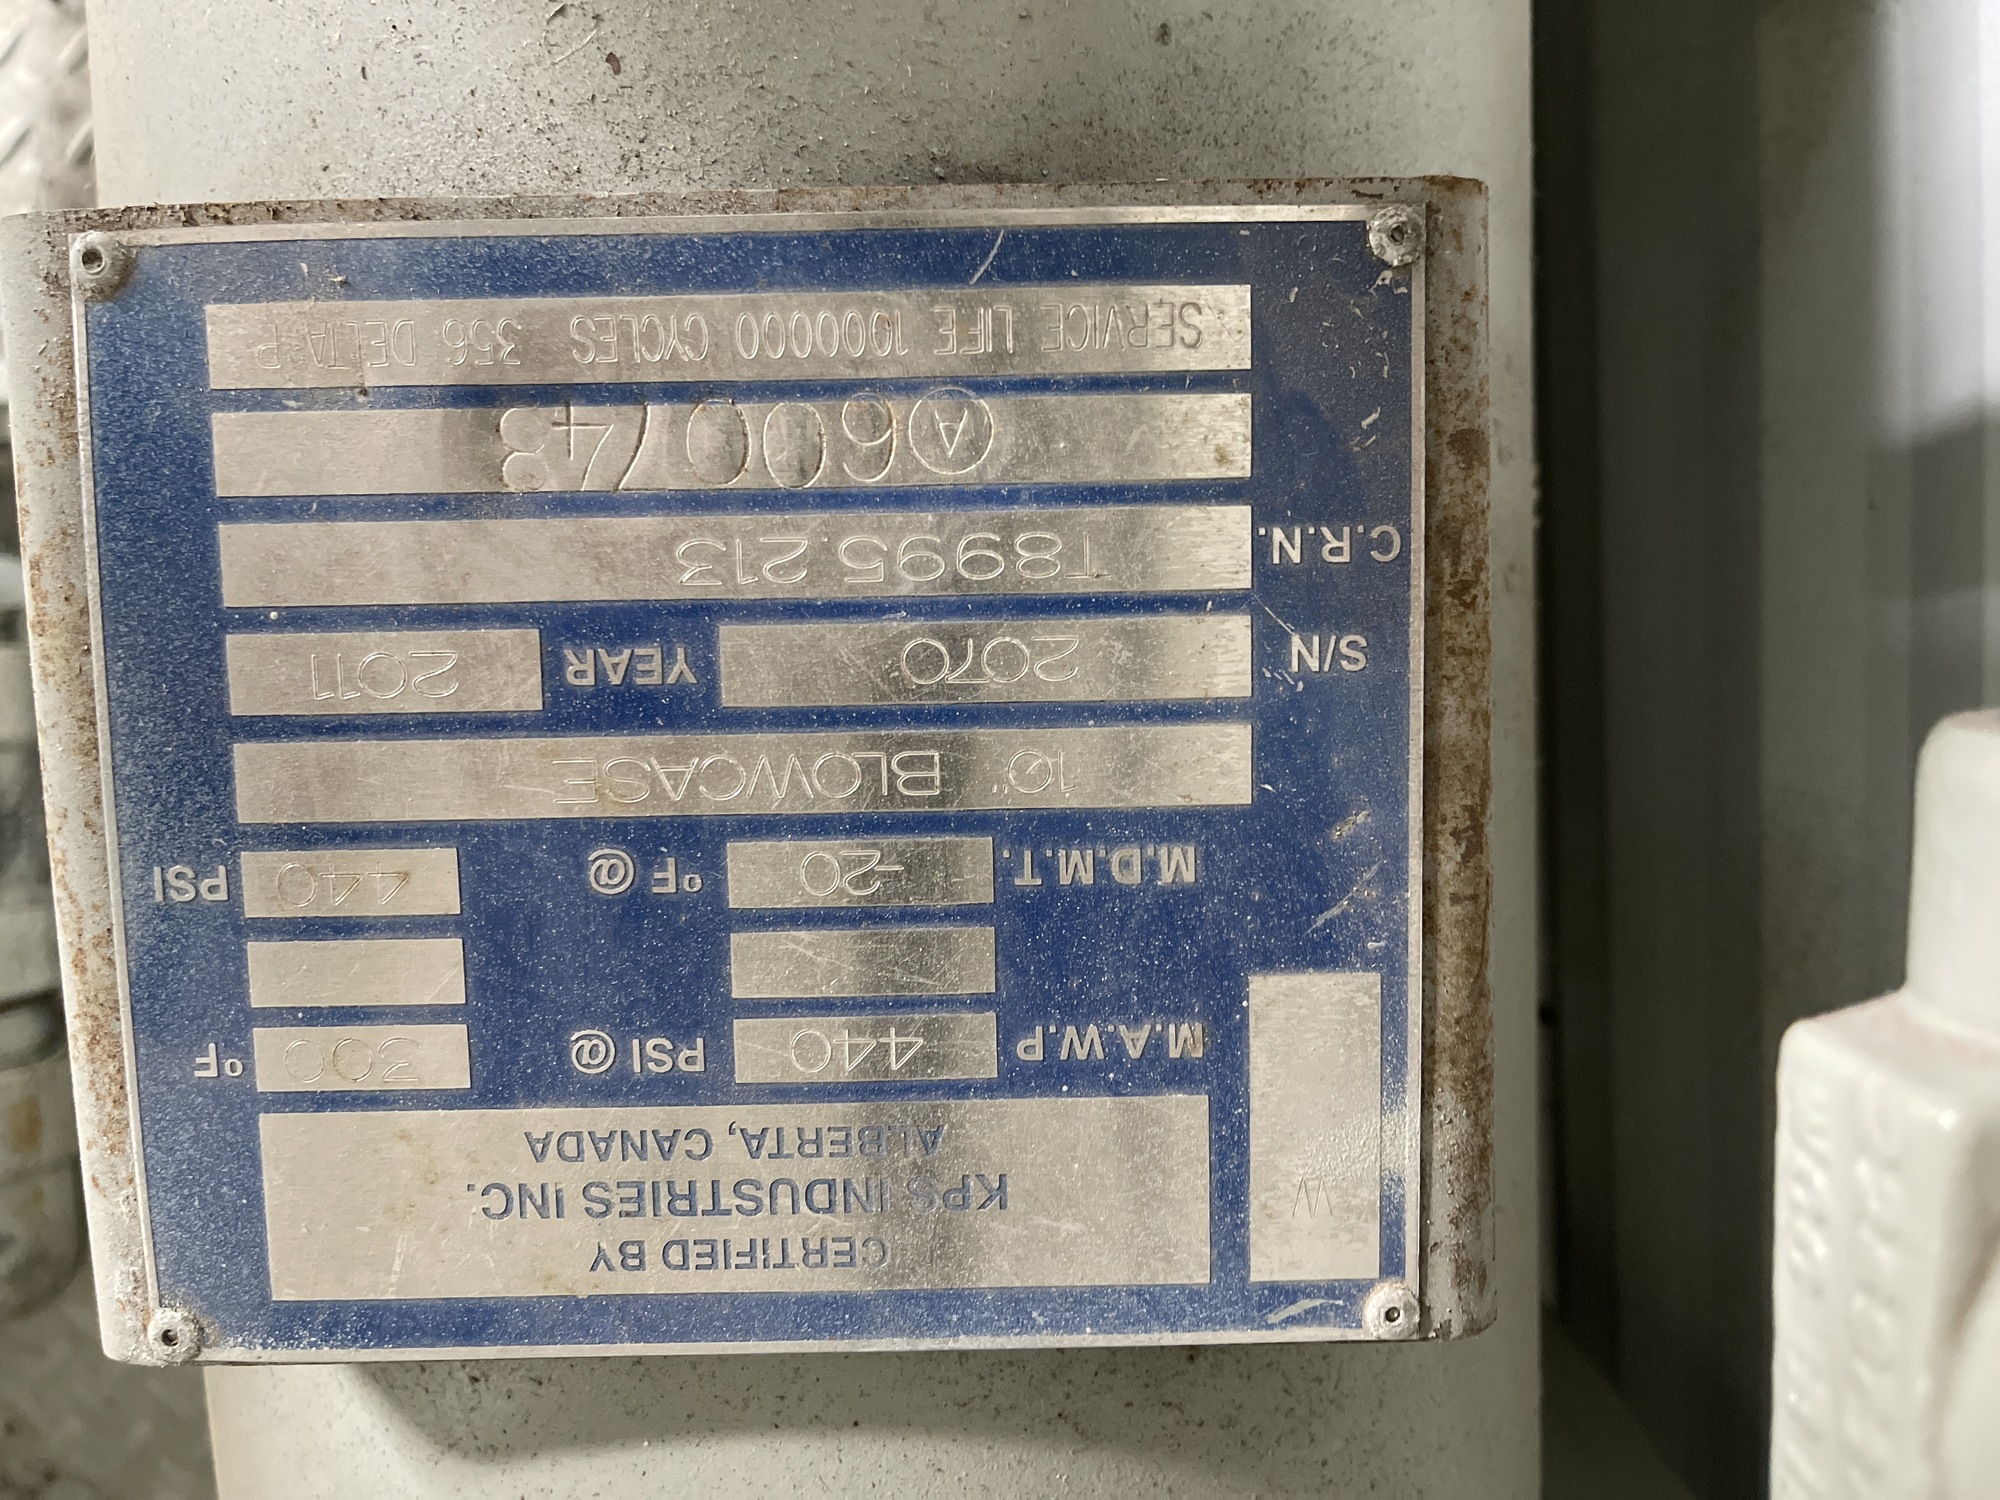 CERTIFIED BY
KPS INDUSTRIES INC.
ALBERTA, CANADA
W
M.A.W.P 440 PSI @ 300 °F
M.D.M.T. -20 °F @ 440 PSI
10" BLOWCASE
S/N 2070 YEAR 2011
C.R.N. T8995.213
Ⓐ600743
SERVICE LIFE 1000000 CYCLES 356 DELTA P